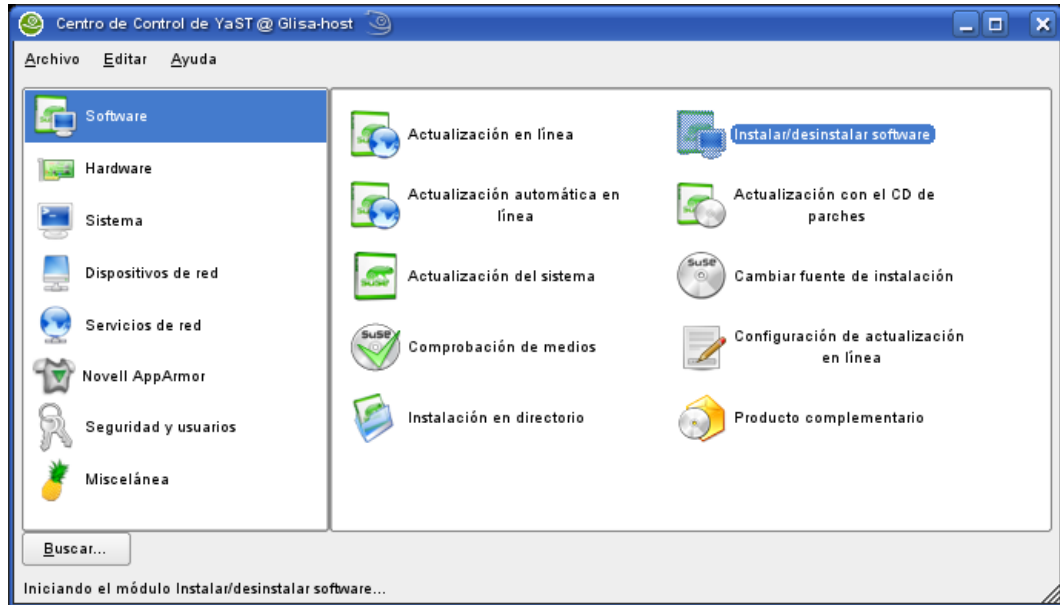 Centro de Control de YaST @ Glisa-host
Archivo Editar Ayuda
Software
Hardware
Sistema
Dispositivos de red
Servicios de red
Novell AppArmor
Seguridad y usuarios
Miscelánea
Actualización en línea
Instalar/desinstalar software
Actualización automática en
línea
Actualización con el CD de
parches
Actualización del sistema
SUSE
Cambiar fuente de instalación
SUSE
Comprobación de medios
Configuración de actualización
en línea
Instalación en directorio
Producto complementario
Buscar...
Iniciando el módulo Instalar/desinstalar software...